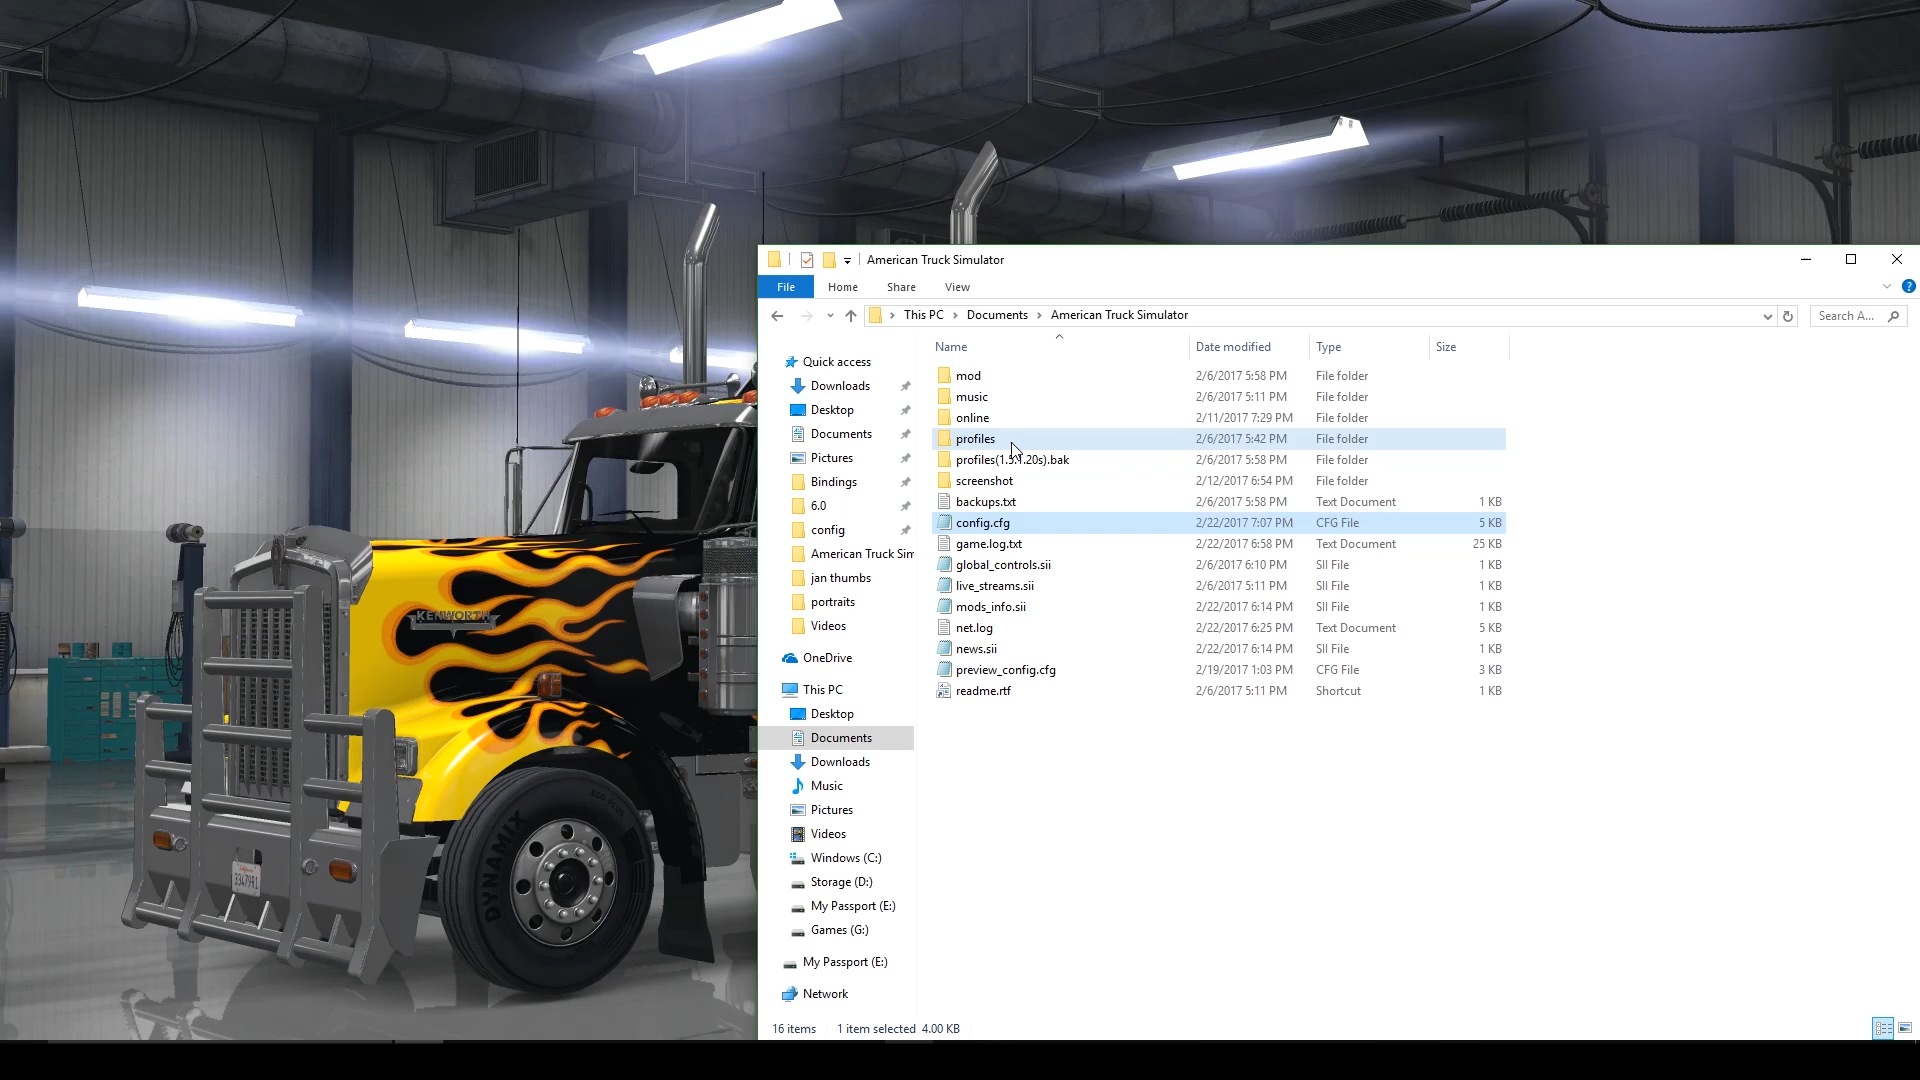 American Truck Simulator
File Home Share View
This PC Documents American Truck Simulator
Search A...
Name Date modified Type Size
Quick access
Downloads
Desktop
Documents
Pictures
Bindings
6.0
config
American Truck Sim
jan thumbs
portraits
Videos
OneDrive
This PC
Desktop
Documents
Downloads
Music
Pictures
Videos
Windows (C:)
Storage (D:)
My Passport (E:)
Games (G:)
My Passport (E:)
Network
mod 2/6/2017 5:58 PM File folder
music 2/6/2017 5:11 PM File folder
online 2/11/2017 7:29 PM File folder
profiles 2/6/2017 5:42 PM File folder
2/6/2017 5:58 PM File folder
screenshot 2/12/2017 6:54 PM File folder
backups.txt 2/6/2017 5:58 PM Text Document 1 KB
config.cfg 2/22/2017 7:07 PM CFG File 5 KB
game.log.txt 2/22/2017 6:58 PM Text Document 25 KB
global_controls.sii 2/6/2017 6:10 PM SII File 1 KB
live_streams.sii 2/6/2017 5:11 PM SII File 1 KB
mods_info.sii 2/22/2017 6:14 PM SII File 1 KB
net.log 2/22/2017 6:25 PM Text Document 5 KB
news.sii 2/22/2017 6:14 PM SII File 1 KB
preview_config.cfg 2/19/2017 1:03 PM CFG File 3 KB
readme.rtf 2/6/2017 5:11 PM Shortcut 1 KB
16 items 1 item selected 4.00 KB
KENWORTH
DYNAMIX
ECO PLUS